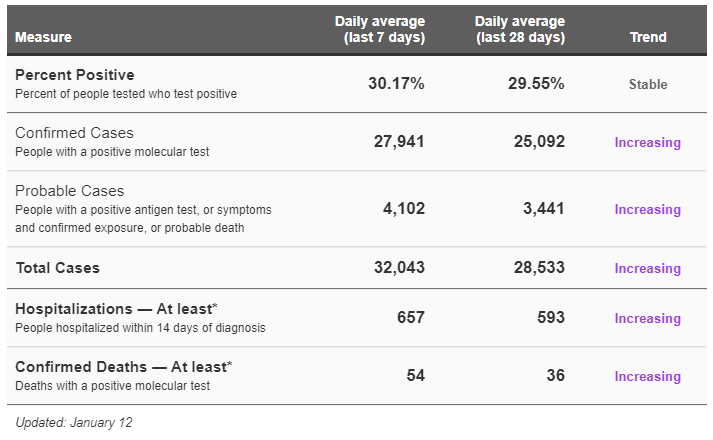 Measure Daily average (last 7 days) Daily average (last 28 days) Trend
Percent Positive 30.17% 29.55% Stable
Percent of people tested who test positive
Confirmed Cases 27,941 25,092 Increasing
People with a positive molecular test
Probable Cases 4,102 3,441 Increasing
People with a positive antigen test, or symptoms
and confirmed exposure, or probable death
Total Cases 32,043 28,533 Increasing
Hospitalizations — At least* 657 593 Increasing
People hospitalized within 14 days of diagnosis
Confirmed Deaths — At least* 54 36 Increasing
Deaths with a positive molecular test
Updated: January 12